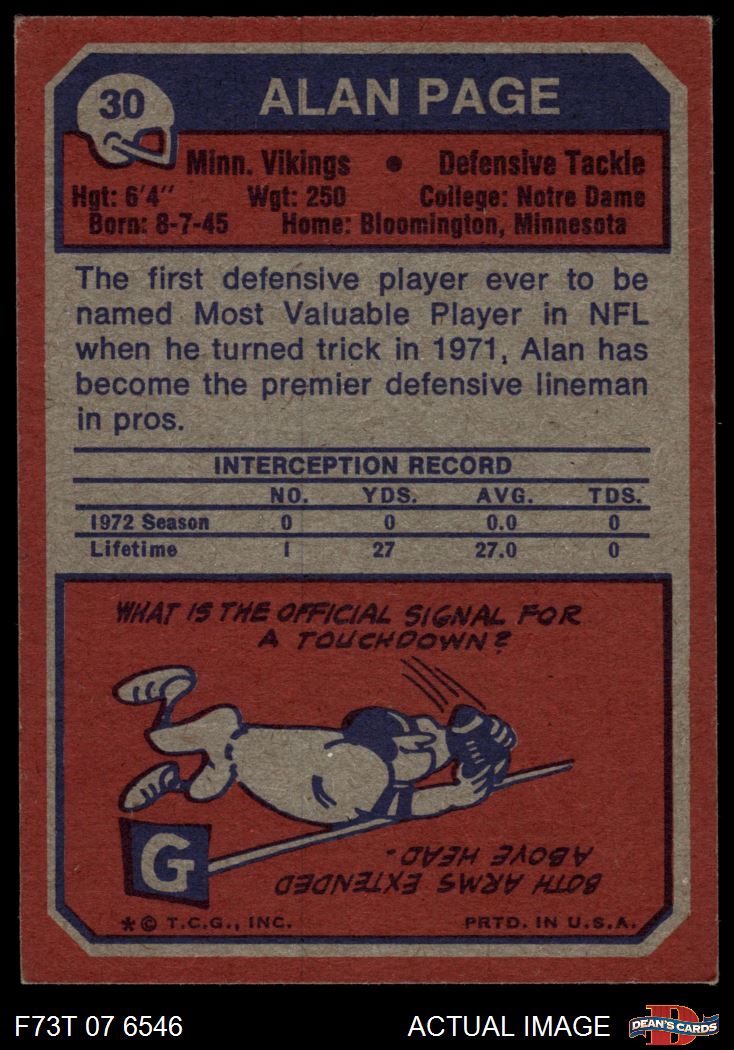 30
ALAN PAGE
Minn. Vikings • Defensive Tackle
Hgt: 6'4" Wgt: 250 College: Notre Dame
Born: 8-7-45 Home: Bloomington, Minnesota
The first defensive player ever to be
named Most Valuable Player in NFL
when he turned trick in 1971, Alan has
become the premier defensive lineman
in pros.
INTERCEPTION RECORD
NO. YDS. AVG. TDS.
1972 Season 0 0 0.0 0
Lifetime 1 27 27.0 0
WHAT IS THE OFFICIAL SIGNAL FOR
A TOUCHDOWN?
G
BOTH ARMS EXTENDED
ABOVE HEAD.
* © T.C.G., INC. PRTD. IN U.S.A.
F73T 07 6546 ACTUAL IMAGE
D
DEAN'S CARDS